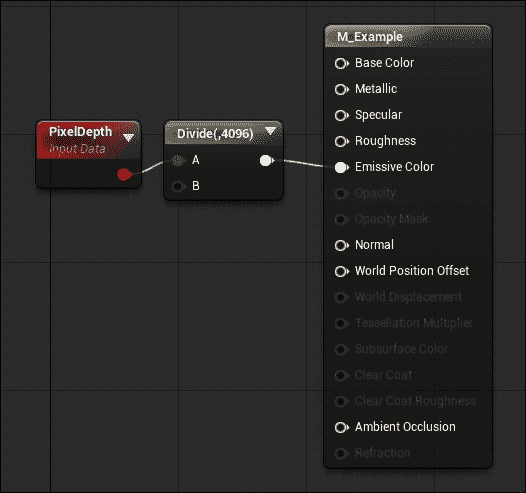 M_Example
Base Color
Metallic
Specular
Roughness
Emissive Color
Opacity
Opacity Mask
Normal
World Position Offset
World Displacement
Tessellation Multiplier
Subsurface Color
Clear Coat
Clear Coat Roughness
Ambient Occlusion
Refraction
PixelDepth
Input Data
Divide(,4096)
A
B